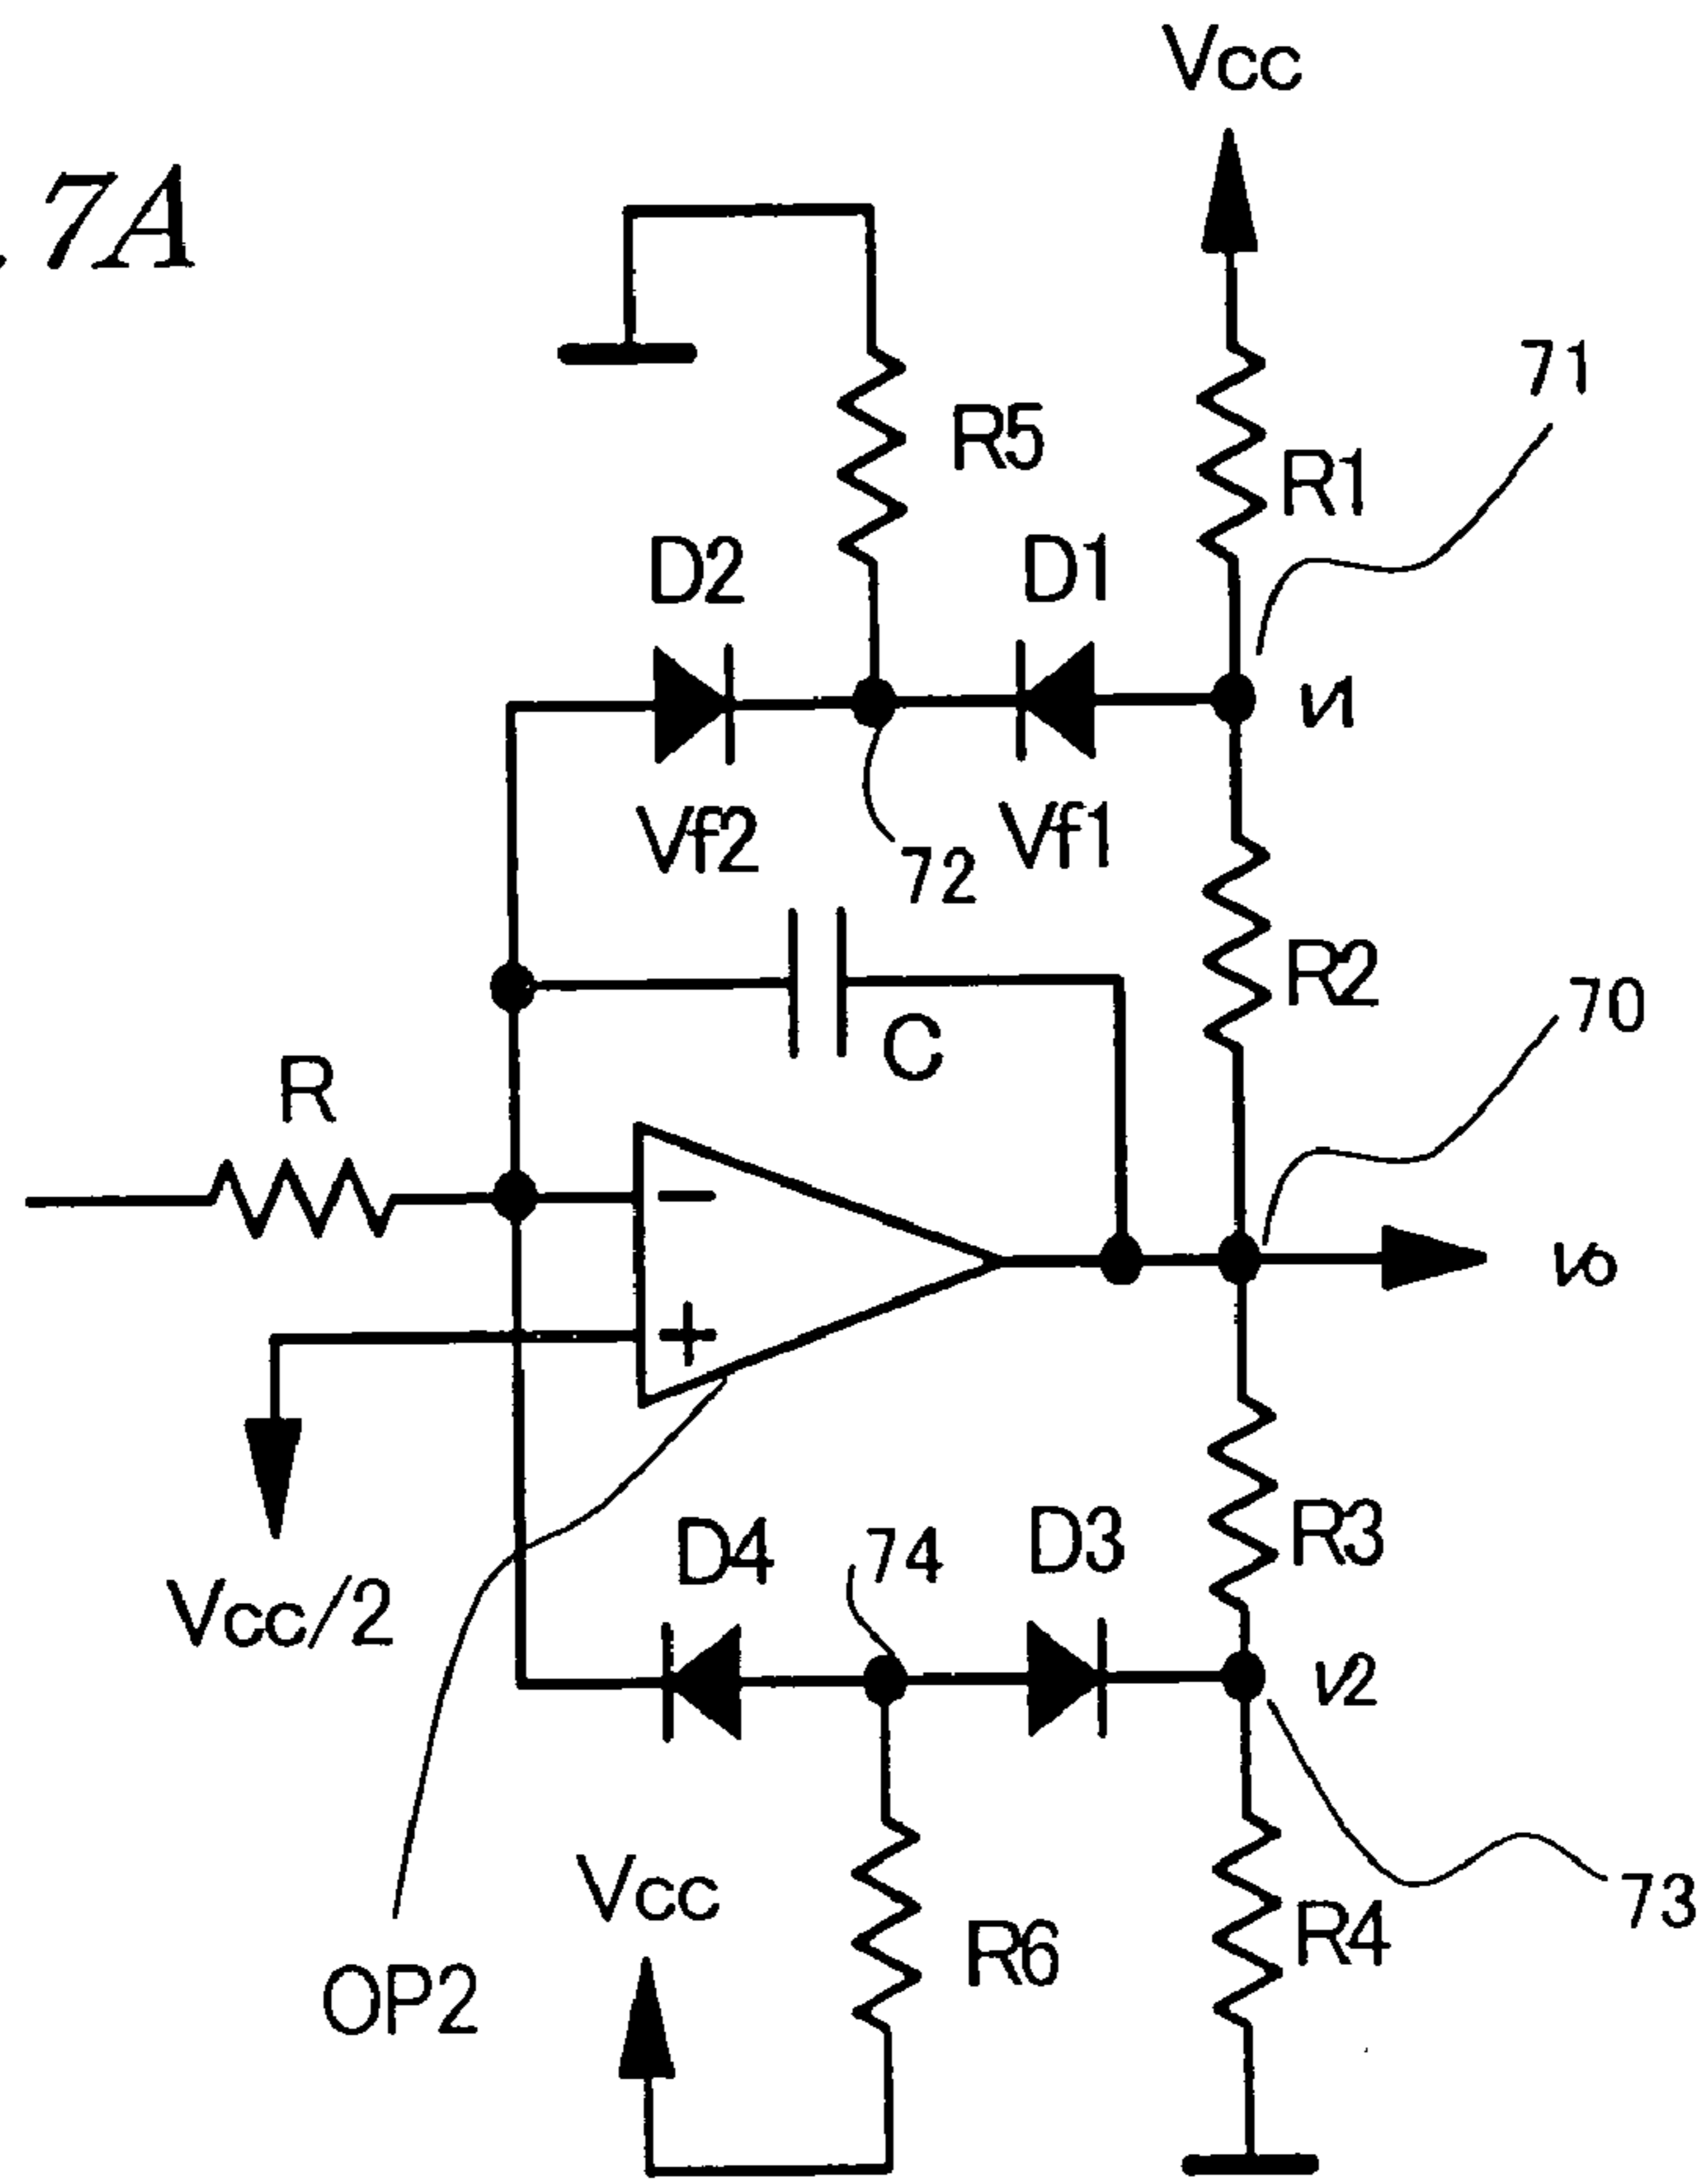 Vcc
. 7A
71
R5
R1
D2
D1
v1
Vf2
Vf1
72
R2
70
C
R
−
vo
+
R3
D4
74
D3
Vcc/2
v2
Vcc
73
R6
R4
OP2